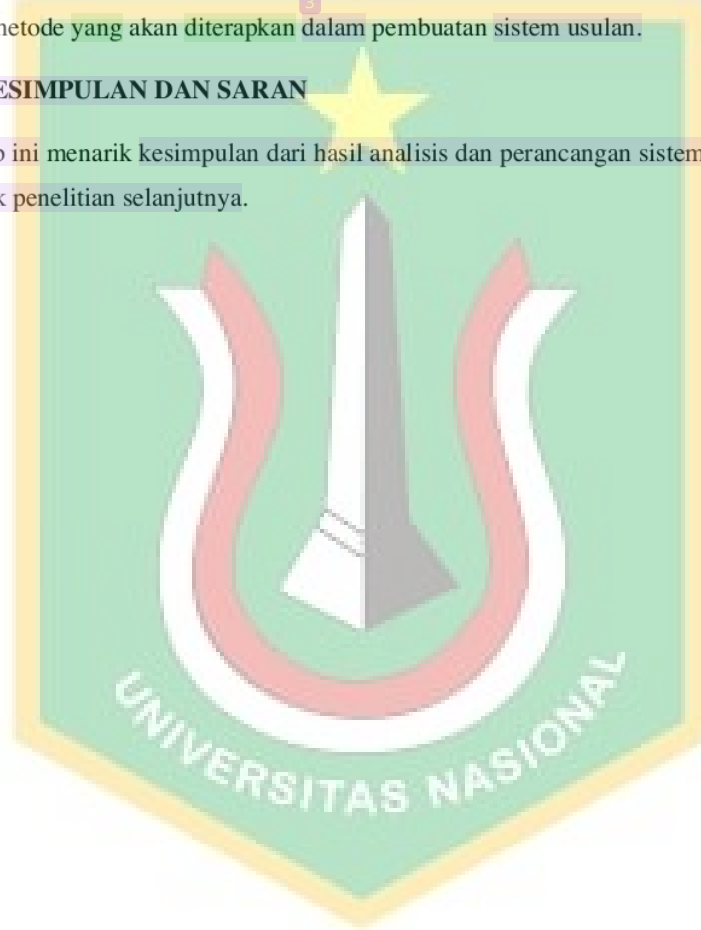 3
metode yang akan diterapkan dalam pembuatan sistem usulan.
ESIMPULAN DAN SARAN
ini menarik kesimpulan dari hasil analisis dan perancangan sistem
k penelitian selanjutnya.
UNIVERSITAS NASIONAL